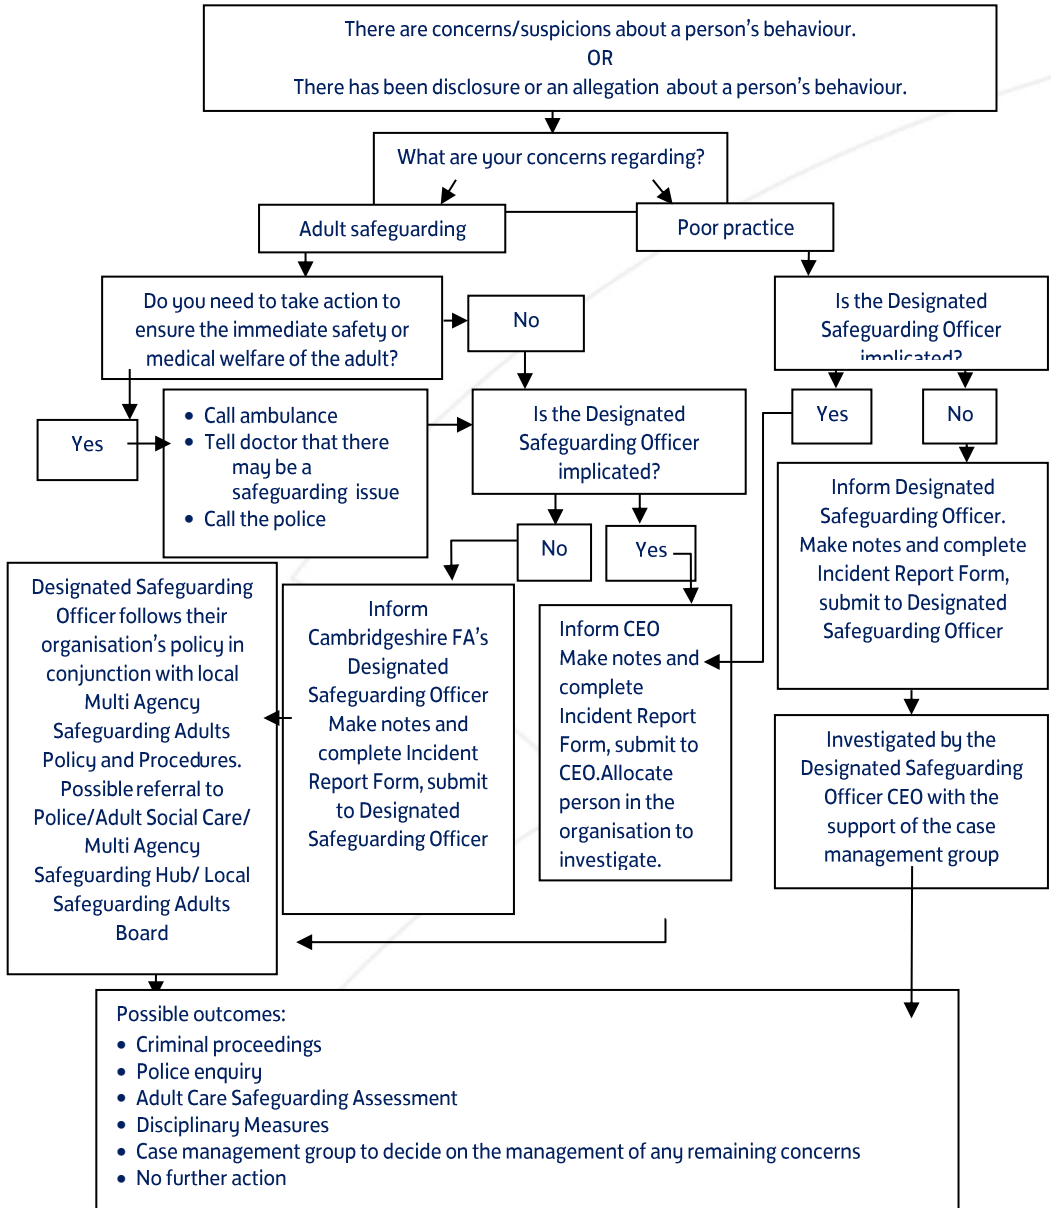 There are concerns/suspicions about a person's behaviour.
OR
There has been disclosure or an allegation about a person's behaviour.
What are your concerns regarding?
Adult safeguarding
Poor practice
Do you need to take action to
ensure the immediate safety or
medical welfare of the adult?
No
Is the Designated
Safeguarding Officer
implicated?
Yes
No
Yes
• Call ambulance
• Tell doctor that there
may be a
safeguarding issue
• Call the police
Is the Designated
Safeguarding Officer
implicated?
No
Yes
Inform Designated
Safeguarding Officer.
Make notes and complete
Incident Report Form,
submit to Designated
Safeguarding Officer
Designated Safeguarding
Officer follows their
organisation's policy in
conjunction with local
Multi Agency
Safeguarding Adults
Policy and Procedures.
Possible referral to
Police/Adult Social Care/
Multi Agency
Safeguarding Hub/ Local
Safeguarding Adults
Board
Inform
Cambridgeshire FA's
Designated
Safeguarding Officer
Make notes and
complete Incident
Report Form, submit
to Designated
Safeguarding Officer
Inform CEO
Make notes and
complete
Incident Report
Form, submit to
CEO.Allocate
person in the
organisation to
investigate.
Investigated by the
Designated Safeguarding
Officer CEO with the
support of the case
management group
Possible outcomes:
• Criminal proceedings
• Police enquiry
• Adult Care Safeguarding Assessment
• Disciplinary Measures
• Case management group to decide on the management of any remaining concerns
• No further action